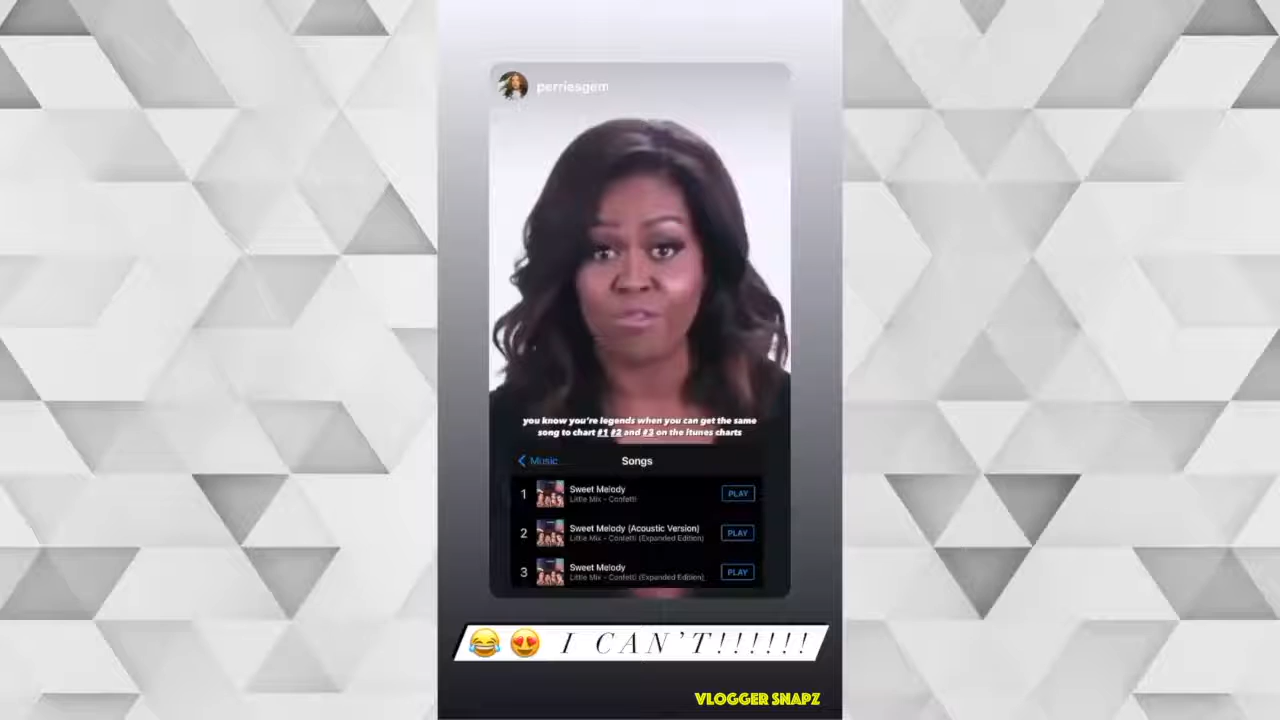 perriesgem
you know you're legends when you can get the same
song to chart #1 #2 and #3 on the itunes charts
Music
Songs
1
Sweet Melody
Little Mix - Confetti
PLAY
2
Sweet Melody (Acoustic Version)
Little Mix - Confetti (Expanded Edition)
PLAY
3
Sweet Melody
Little Mix - Confetti (Expanded Edition)
PLAY
😂 😍 I CAN'T!!!!!!
VLOGGER SNAPZ